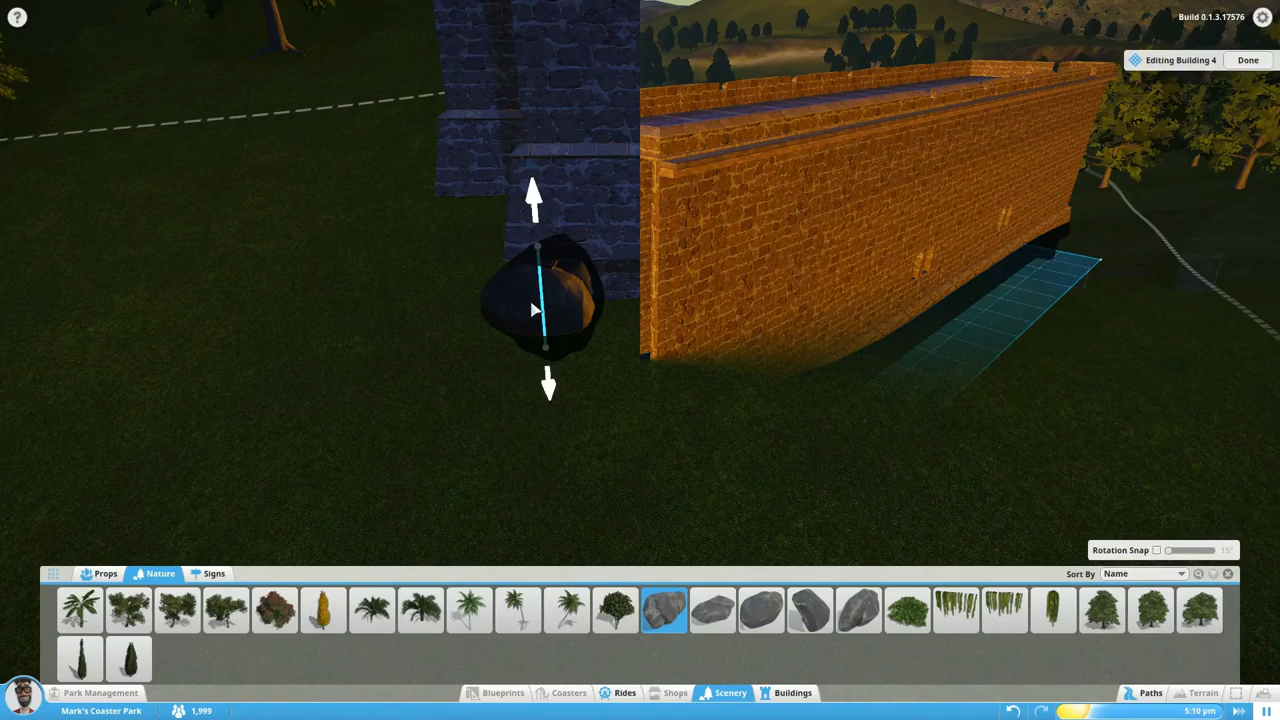 ?
Build 0.1.3.17576
Editing Building 4 Done
Rotation Snap 15°
Props Nature Signs Sort By Name
Park Management Blueprints Coasters Rides Shops Scenery Buildings Paths Terrain
Mark's Coaster Park 1,999 5:10 pm